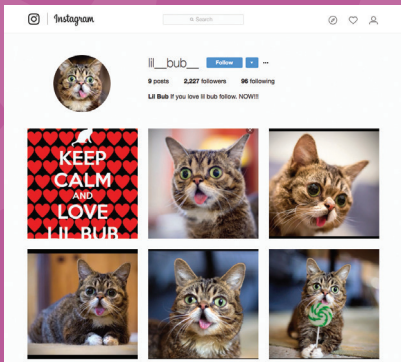 Instagram
Search
lil__bub__ Follow
9 posts 2,227 followers 96 following
Lil Bub If you love lil bub follow. NOW!!!
KEEP
CALM
AND
LOVE
LIL BUB